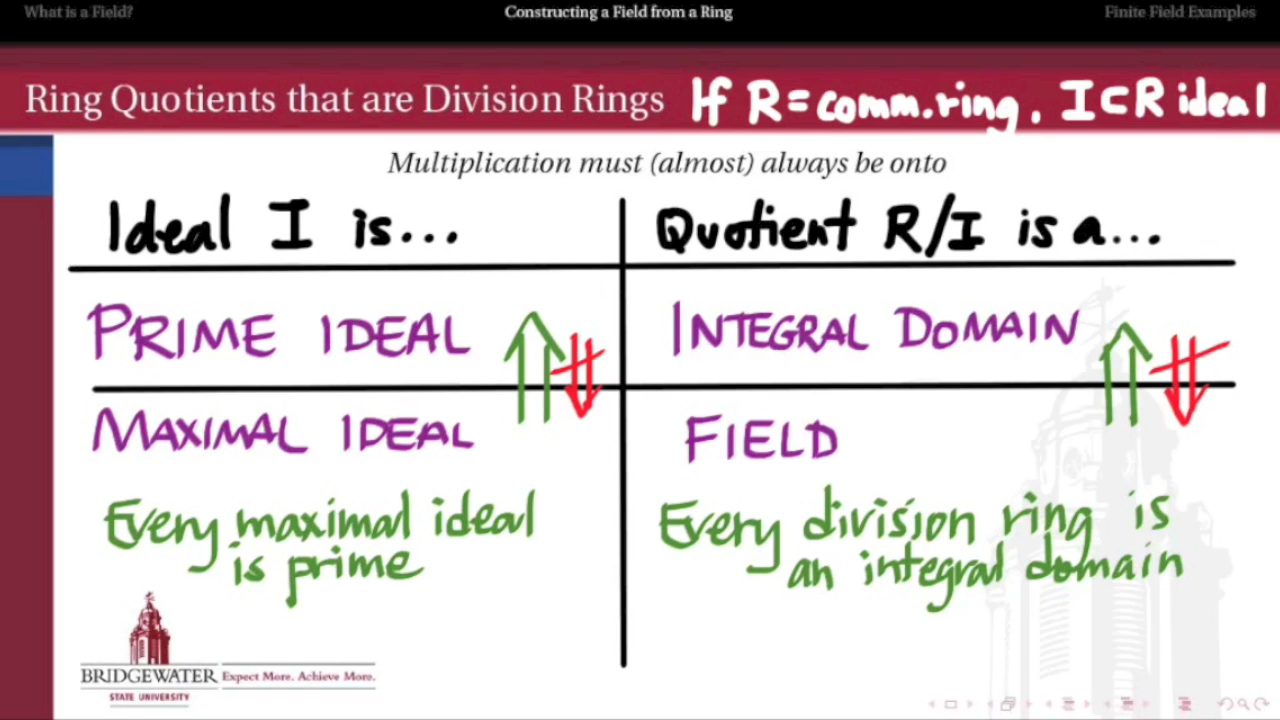 What is a Field?
Constructing a Field from a Ring
Finite Field Examples
Ring Quotients that are Division Rings If R = comm. ring, I ⊂ R ideal
Multiplication must (almost) always be onto
Ideal I is...
Quotient R/I is a...
PRIME IDEAL
INTEGRAL DOMAIN
MAXIMAL IDEAL
FIELD
Every maximal ideal
is prime
Every division ring is
an integral domain
BRIDGEWATER
STATE UNIVERSITY
Expect More. Achieve More.